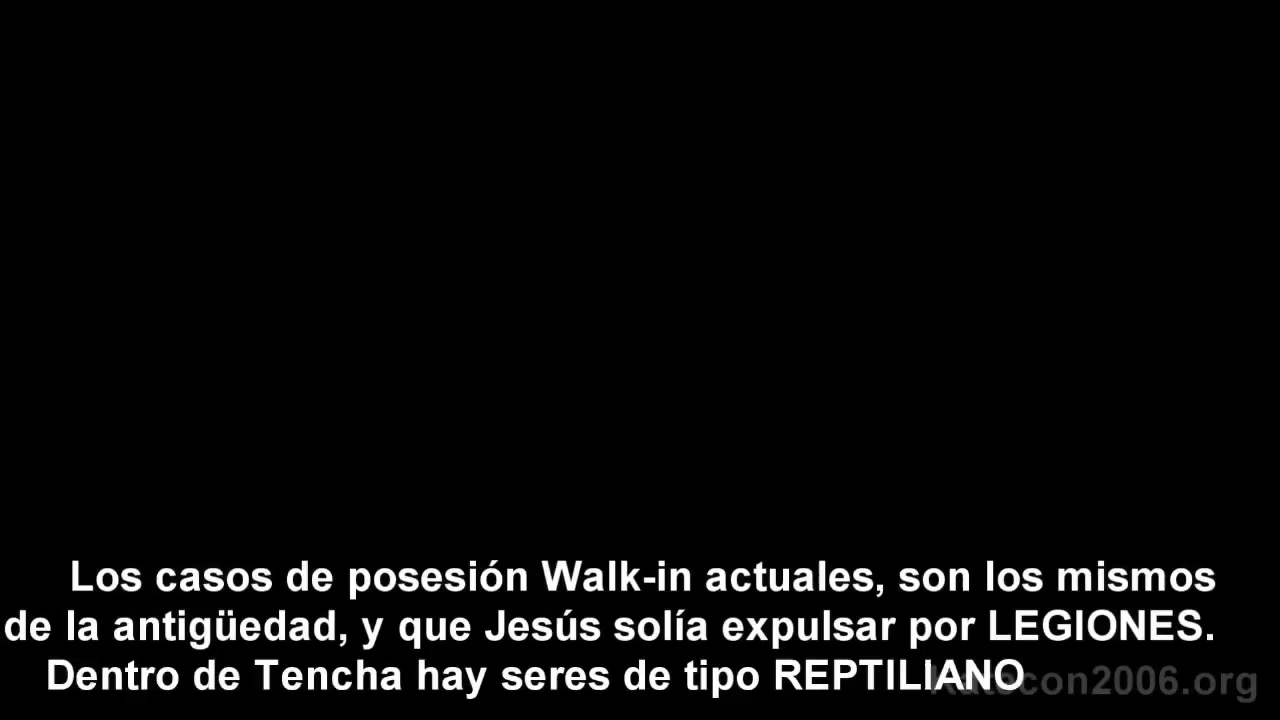 Los casos de posesión Walk-in actuales, son los mismos
de la antigüedad, y que Jesús solía expulsar por LEGIONES.
Dentro de Tencha hay seres de tipo REPTILIANO